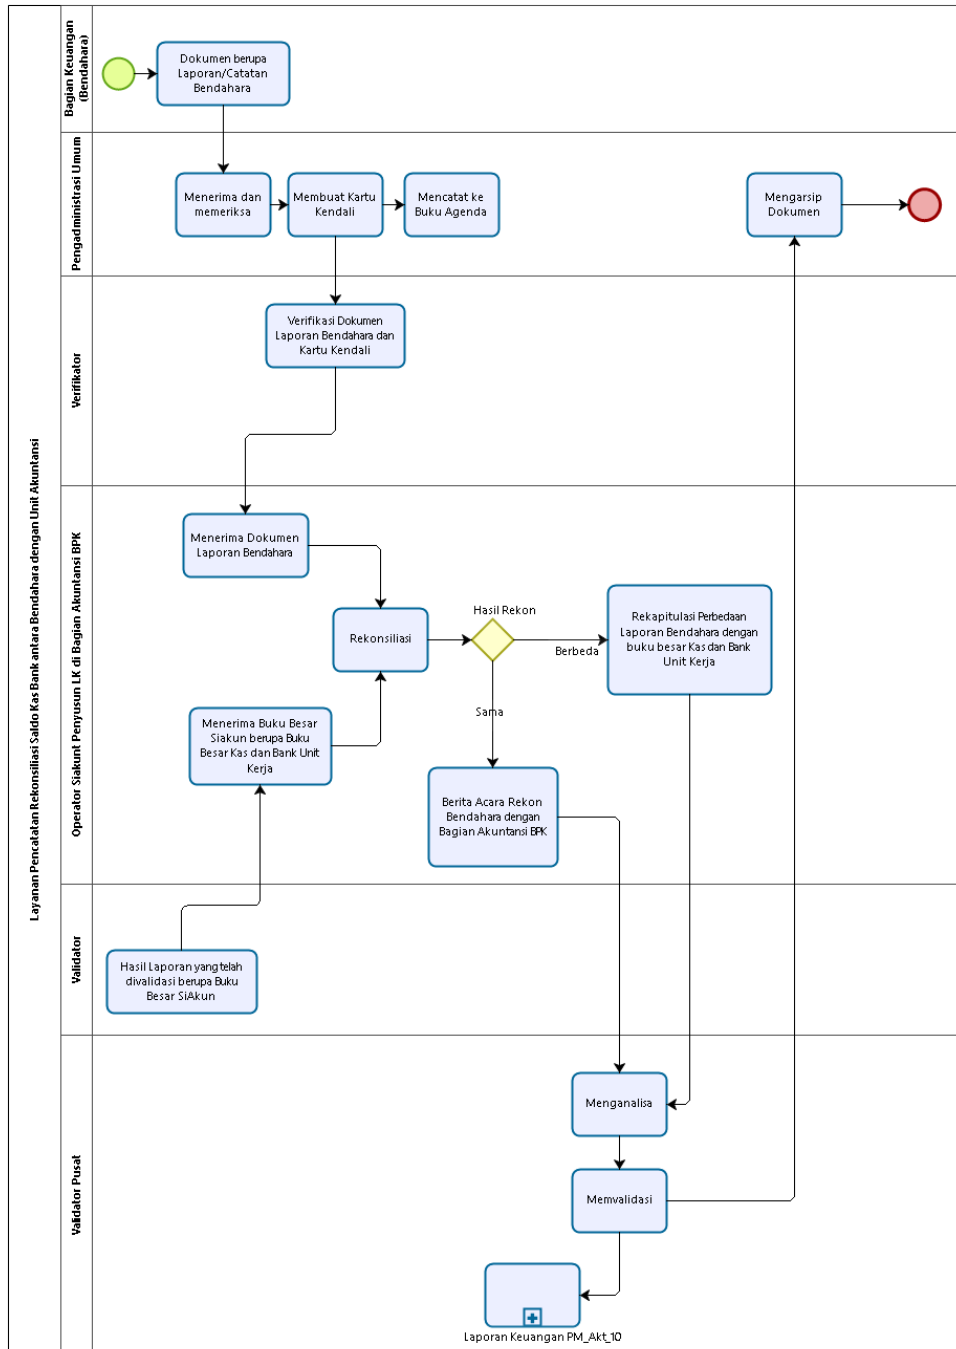 Layanan Pencatatan Rekonsiliasi Saldo Kas Bank antara Bendahara dengan Unit Akuntansi
Bagian Keuangan
(Bendahara)
Dokumen berupa
Laporan/Catatan
Bendahara
Pengadministrasi Umum
Menerima dan
memeriksa
Membuat Kartu
Kendali
Mencatat ke
Buku Agenda
Mengarsip
Dokumen
Verifikator
Verifikasi Dokumen
Laporan Bendahara dan
Kartu Kendali
Operator Siakunt Penyusun LK di Bagian Akuntansi BPK
Menerima Dokumen
Laporan Bendahara
Rekonsiliasi
Hasil Rekon
Berbeda
Rekapitulasi Perbedaan
Laporan Bendahara dengan
buku besar Kas dan Bank
Unit Kerja
Sama
Menerima Buku Besar
Siakun berupa Buku
Besar Kas dan Bank Unit
Kerja
Berita Acara Rekon
Bendahara dengan
Bagian Akuntansi BPK
Validator
Hasil Laporan yang telah
divalidasi berupa Buku
Besar SiAkun
Validator Pusat
Menganalisa
Memvalidasi
Laporan Keuangan PM_Akt_10